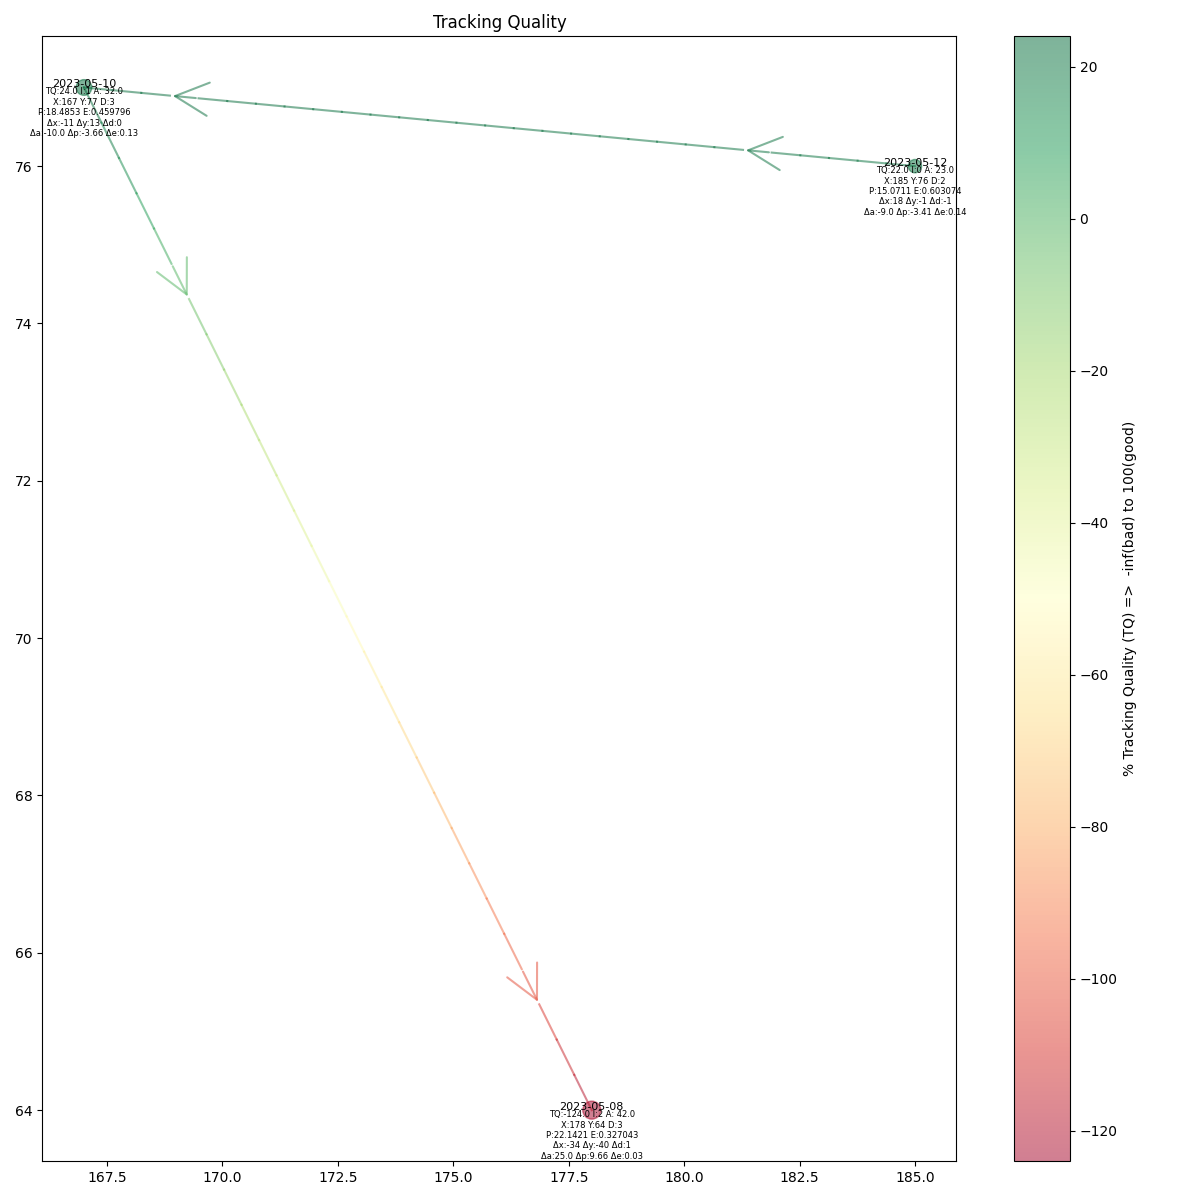 Tracking Quality
2023-05-10
TQ:24.0 I:1 A: 32.0
X:167 Y:77 D:3
P:18.4853 E:0.459796
Δx:-11 Δy:13 Δd:0
Δa:-10.0 Δp:-3.66 Δe:0.13
2023-05-12
TQ:22.0 I:0 A: 23.0
X:185 Y:76 D:2
P:15.0711 E:0.603074
Δx:18 Δy:-1 Δd:-1
Δa:-9.0 Δp:-3.41 Δe:0.14
2023-05-08
TQ:-124.0 I:2 A: 42.0
X:178 Y:64 D:3
P:22.1421 E:0.327043
Δx:-34 Δy:-40 Δd:1
Δa:25.0 Δp:9.66 Δe:0.03
76
74
72
70
68
66
64
167.5 170.0 172.5 175.0 177.5 180.0 182.5 185.0
20
0
−20
−40
−60
−80
−100
−120
% Tracking Quality (TQ) => -inf(bad) to 100(good)